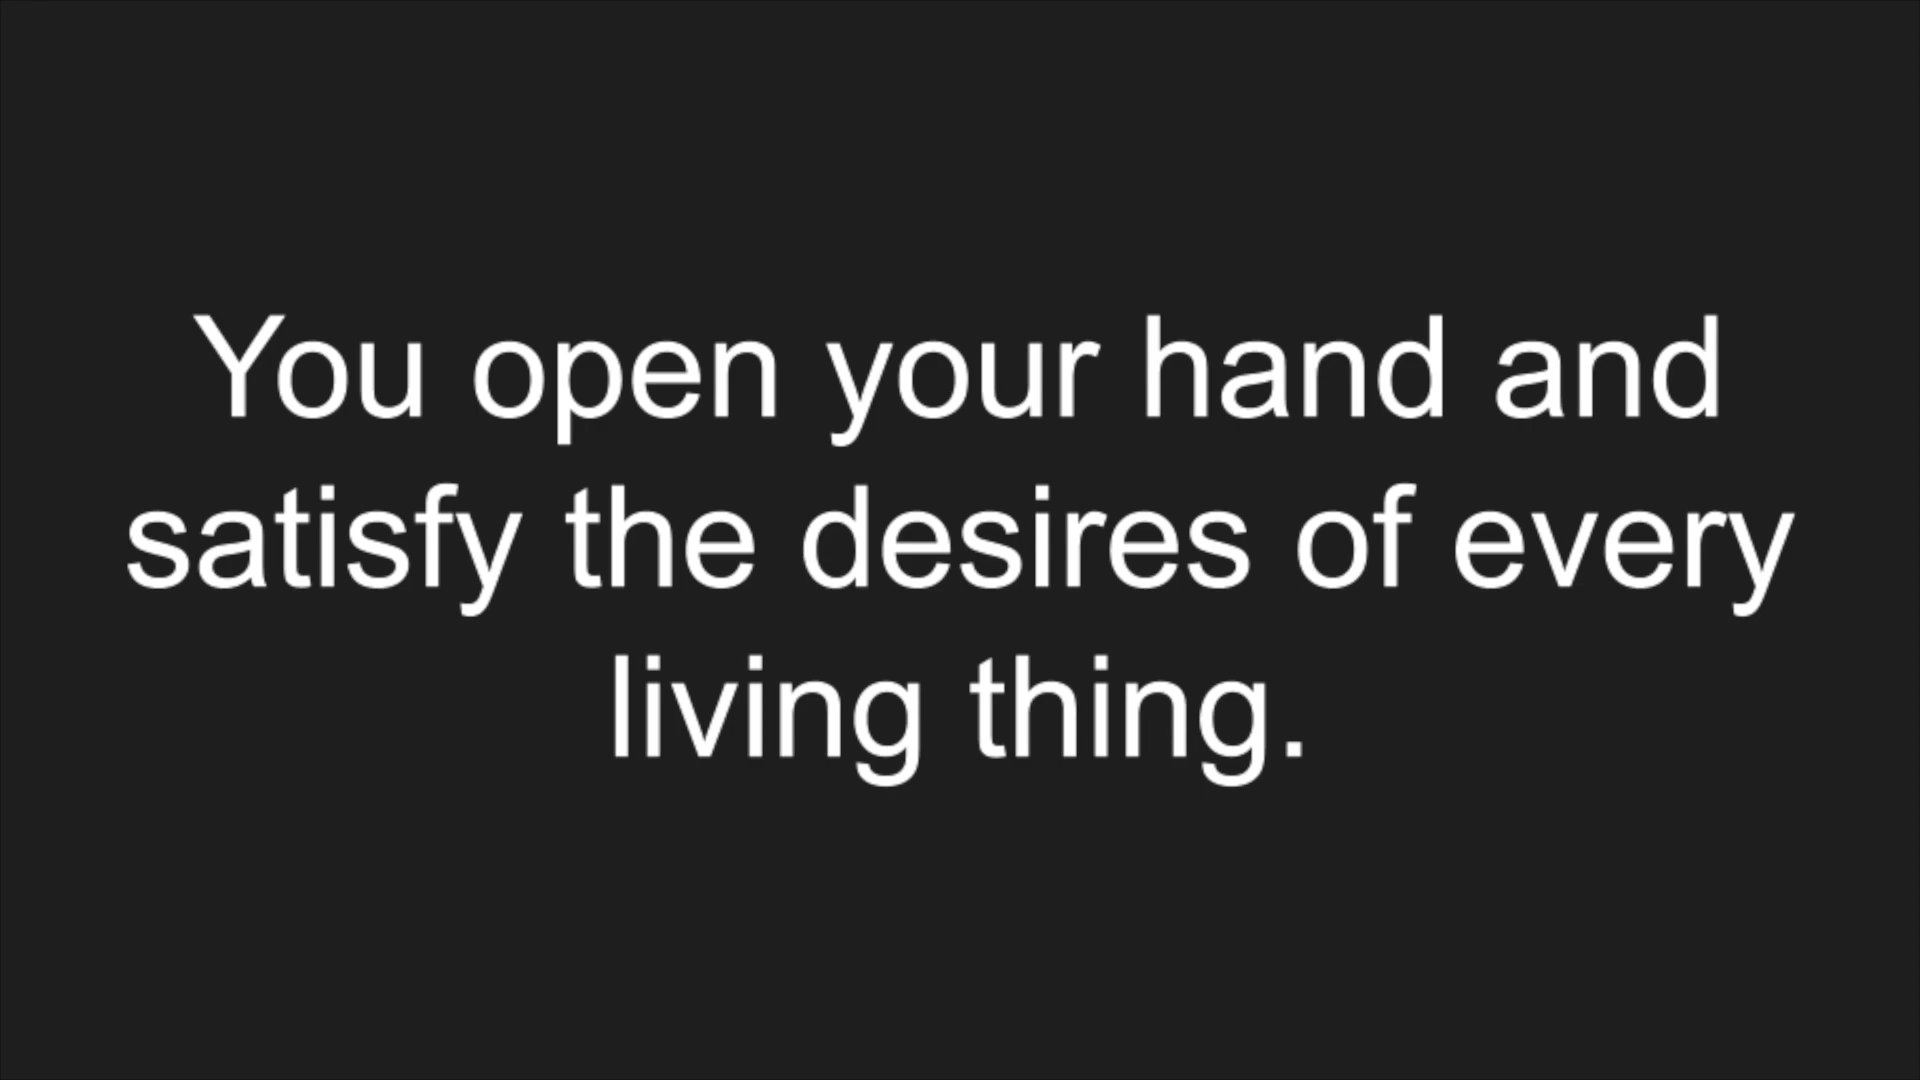 You open your hand and
satisfy the desires of every
living thing.